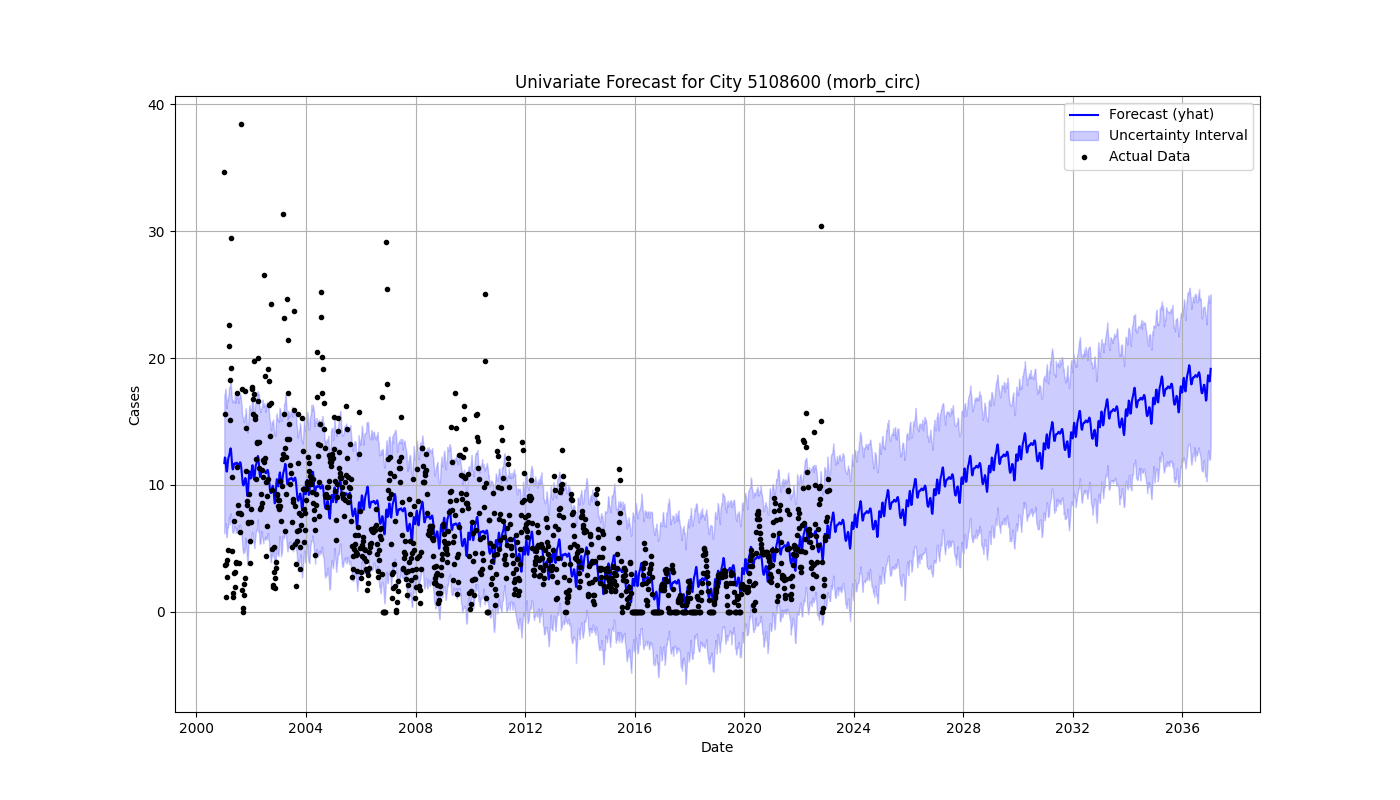 Univariate Forecast for City 5108600 (morb_circ)
Forecast (yhat)
Uncertainty Interval
Actual Data
Cases
40
30
20
10
0
2000 2004 2008 2012 2016 2020 2024 2028 2032 2036
Date